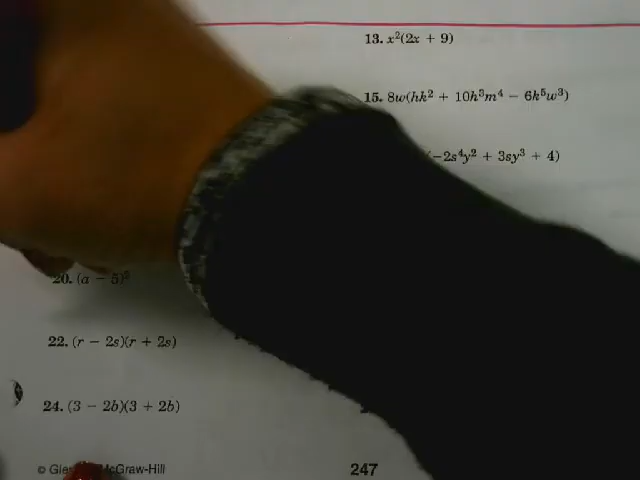 13. x²(2x + 9)
15. 8w(hk² + 10h³m⁴ − 6k⁵w³)
(−2s⁴y² + 3sy³ + 4)
20. (a − 5)²
22. (r − 2s)(r + 2s)
24. (3 − 2b)(3 + 2b)
© McGraw-Hill
247